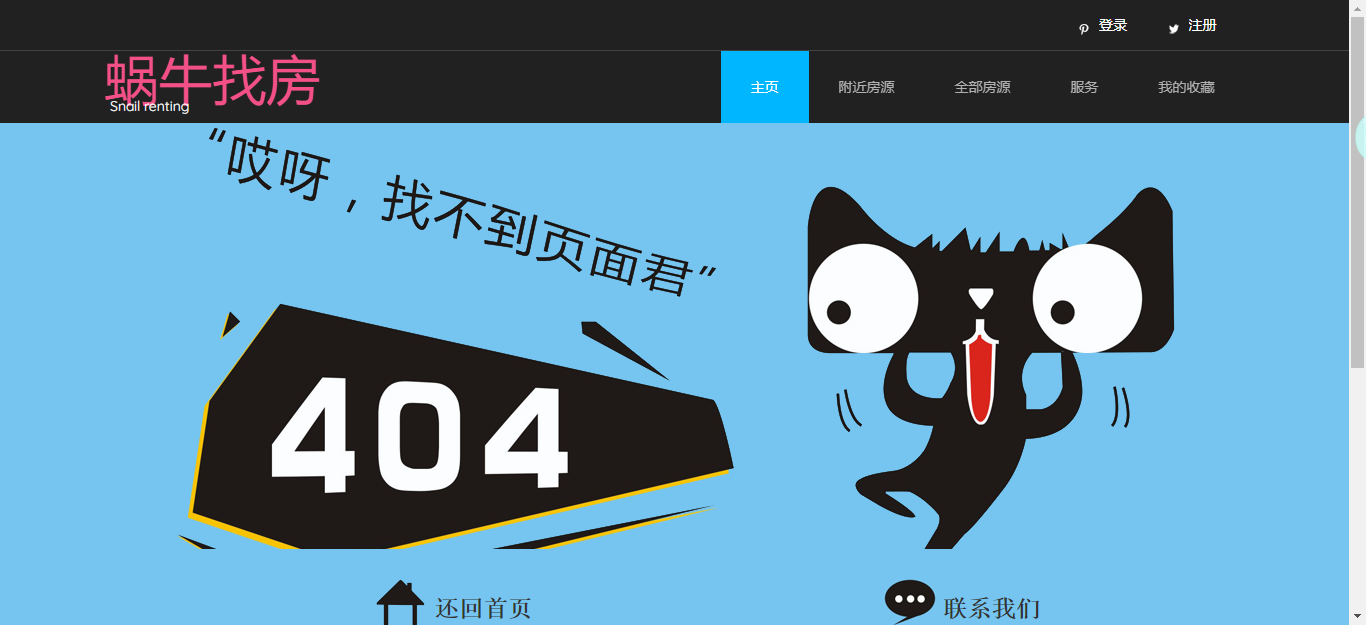 登录 注册
蜗牛找房
Snail renting
主页 附近房源 全部房源 服务 我的收藏
“哎呀，找不到页面君”
404
还回首页 联系我们